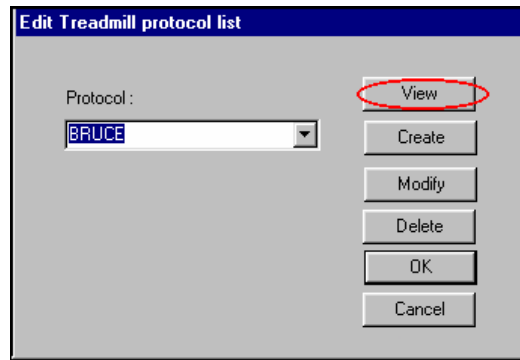 Edit Treadmill protocol list
Protocol :
BRUCE
View
Create
Modify
Delete
OK
Cancel